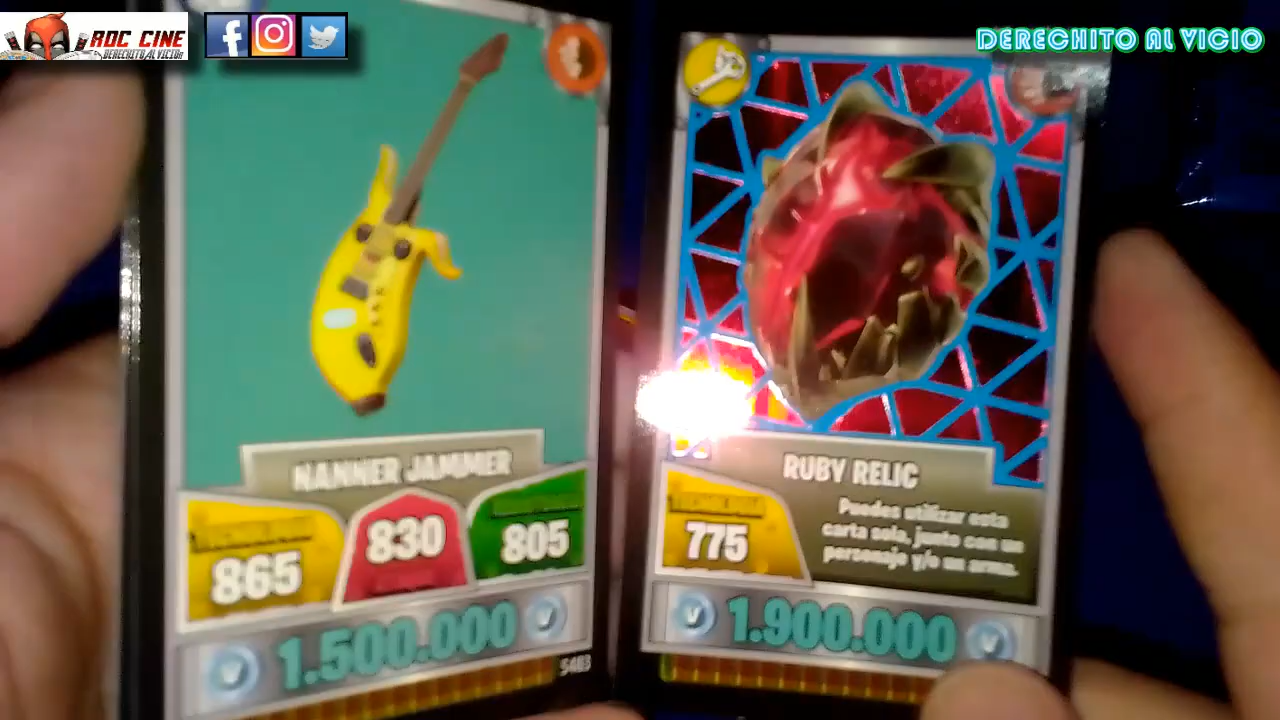 ROC CINE
DERECHITO AL VICIO
DERECHITO AL VICIO
NANNER JAMMER
865
830
805
1.500.000
RUBY RELIC
775
Puedes utilizar esta
carta sola, junto con un
personaje y/o un arma.
1.900.000